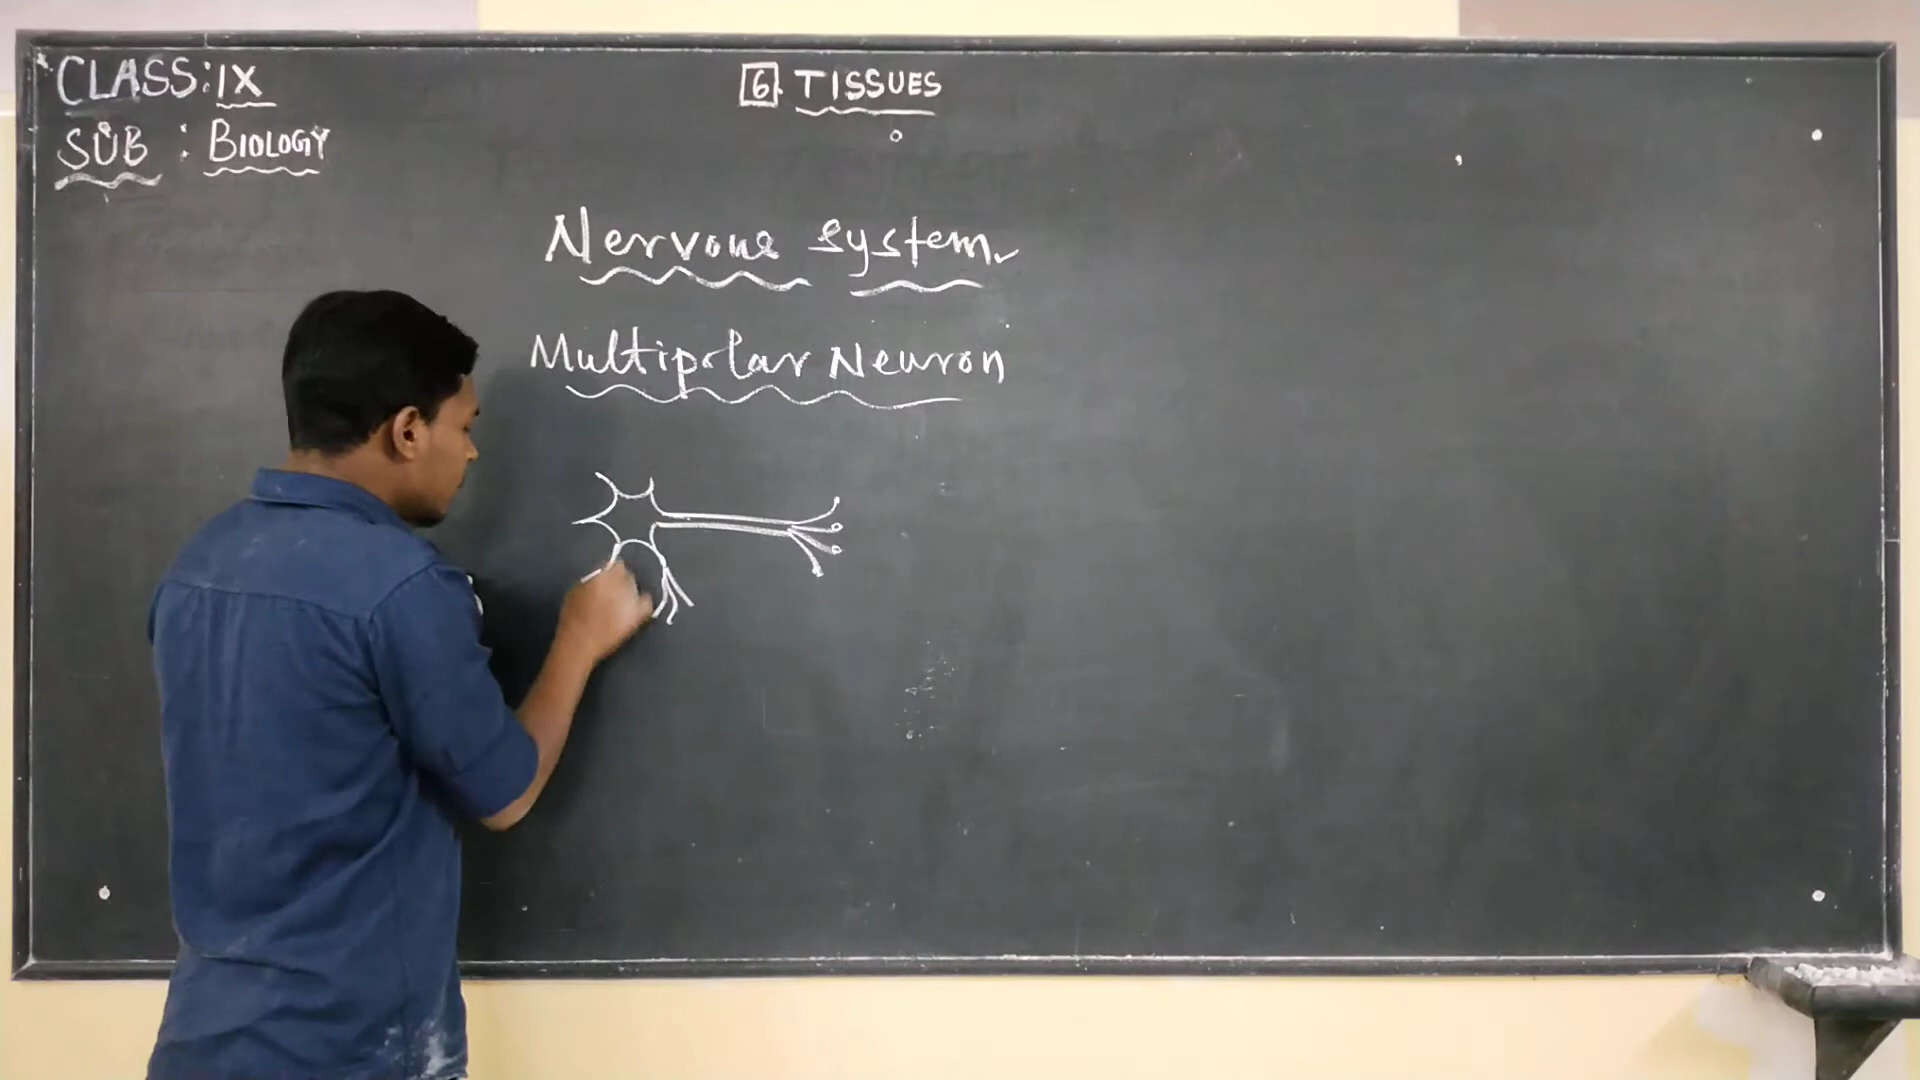 CLASS: IX
SUB : BIOLOGY
6. TISSUES
Nervous system.
Multipolar Neuron